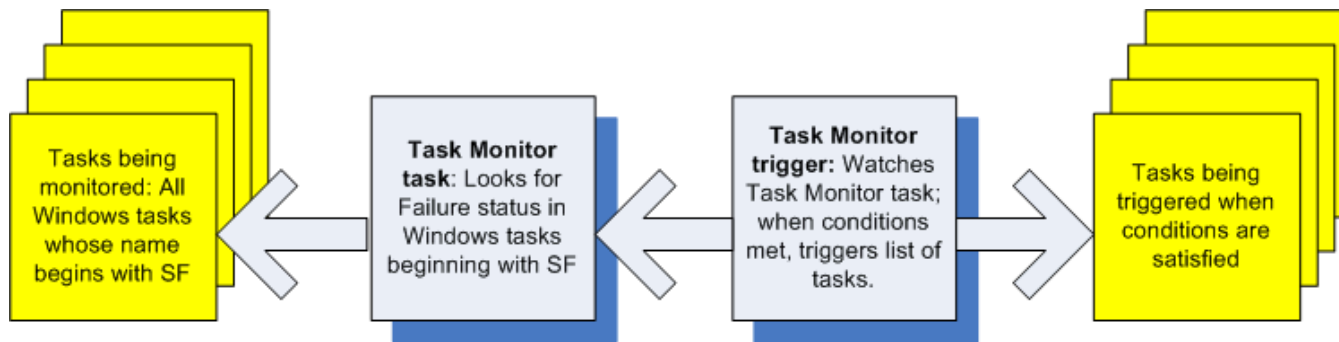 Tasks being
monitored: All
Windows tasks
whose name
begins with SF
Task Monitor
task: Looks for
Failure status in
Windows tasks
beginning with SF
Task Monitor
trigger: Watches
Task Monitor task;
when conditions
met, triggers list of
tasks.
Tasks being
triggered when
conditions are
satisfied